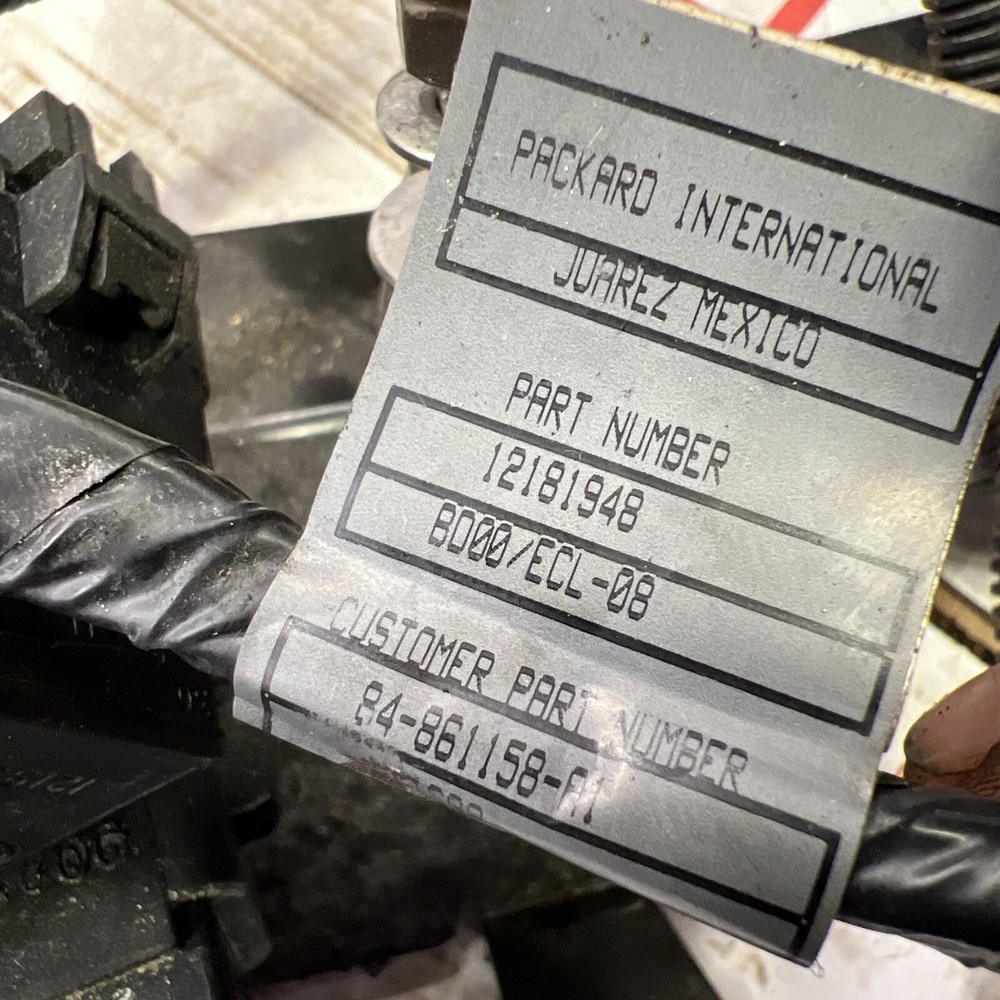 PACKARD INTERNATIONAL
JUAREZ MEXICO
PART NUMBER
12181948
BD00/ECL-08
CUSTOMER PART NUMBER
84-861158-A1